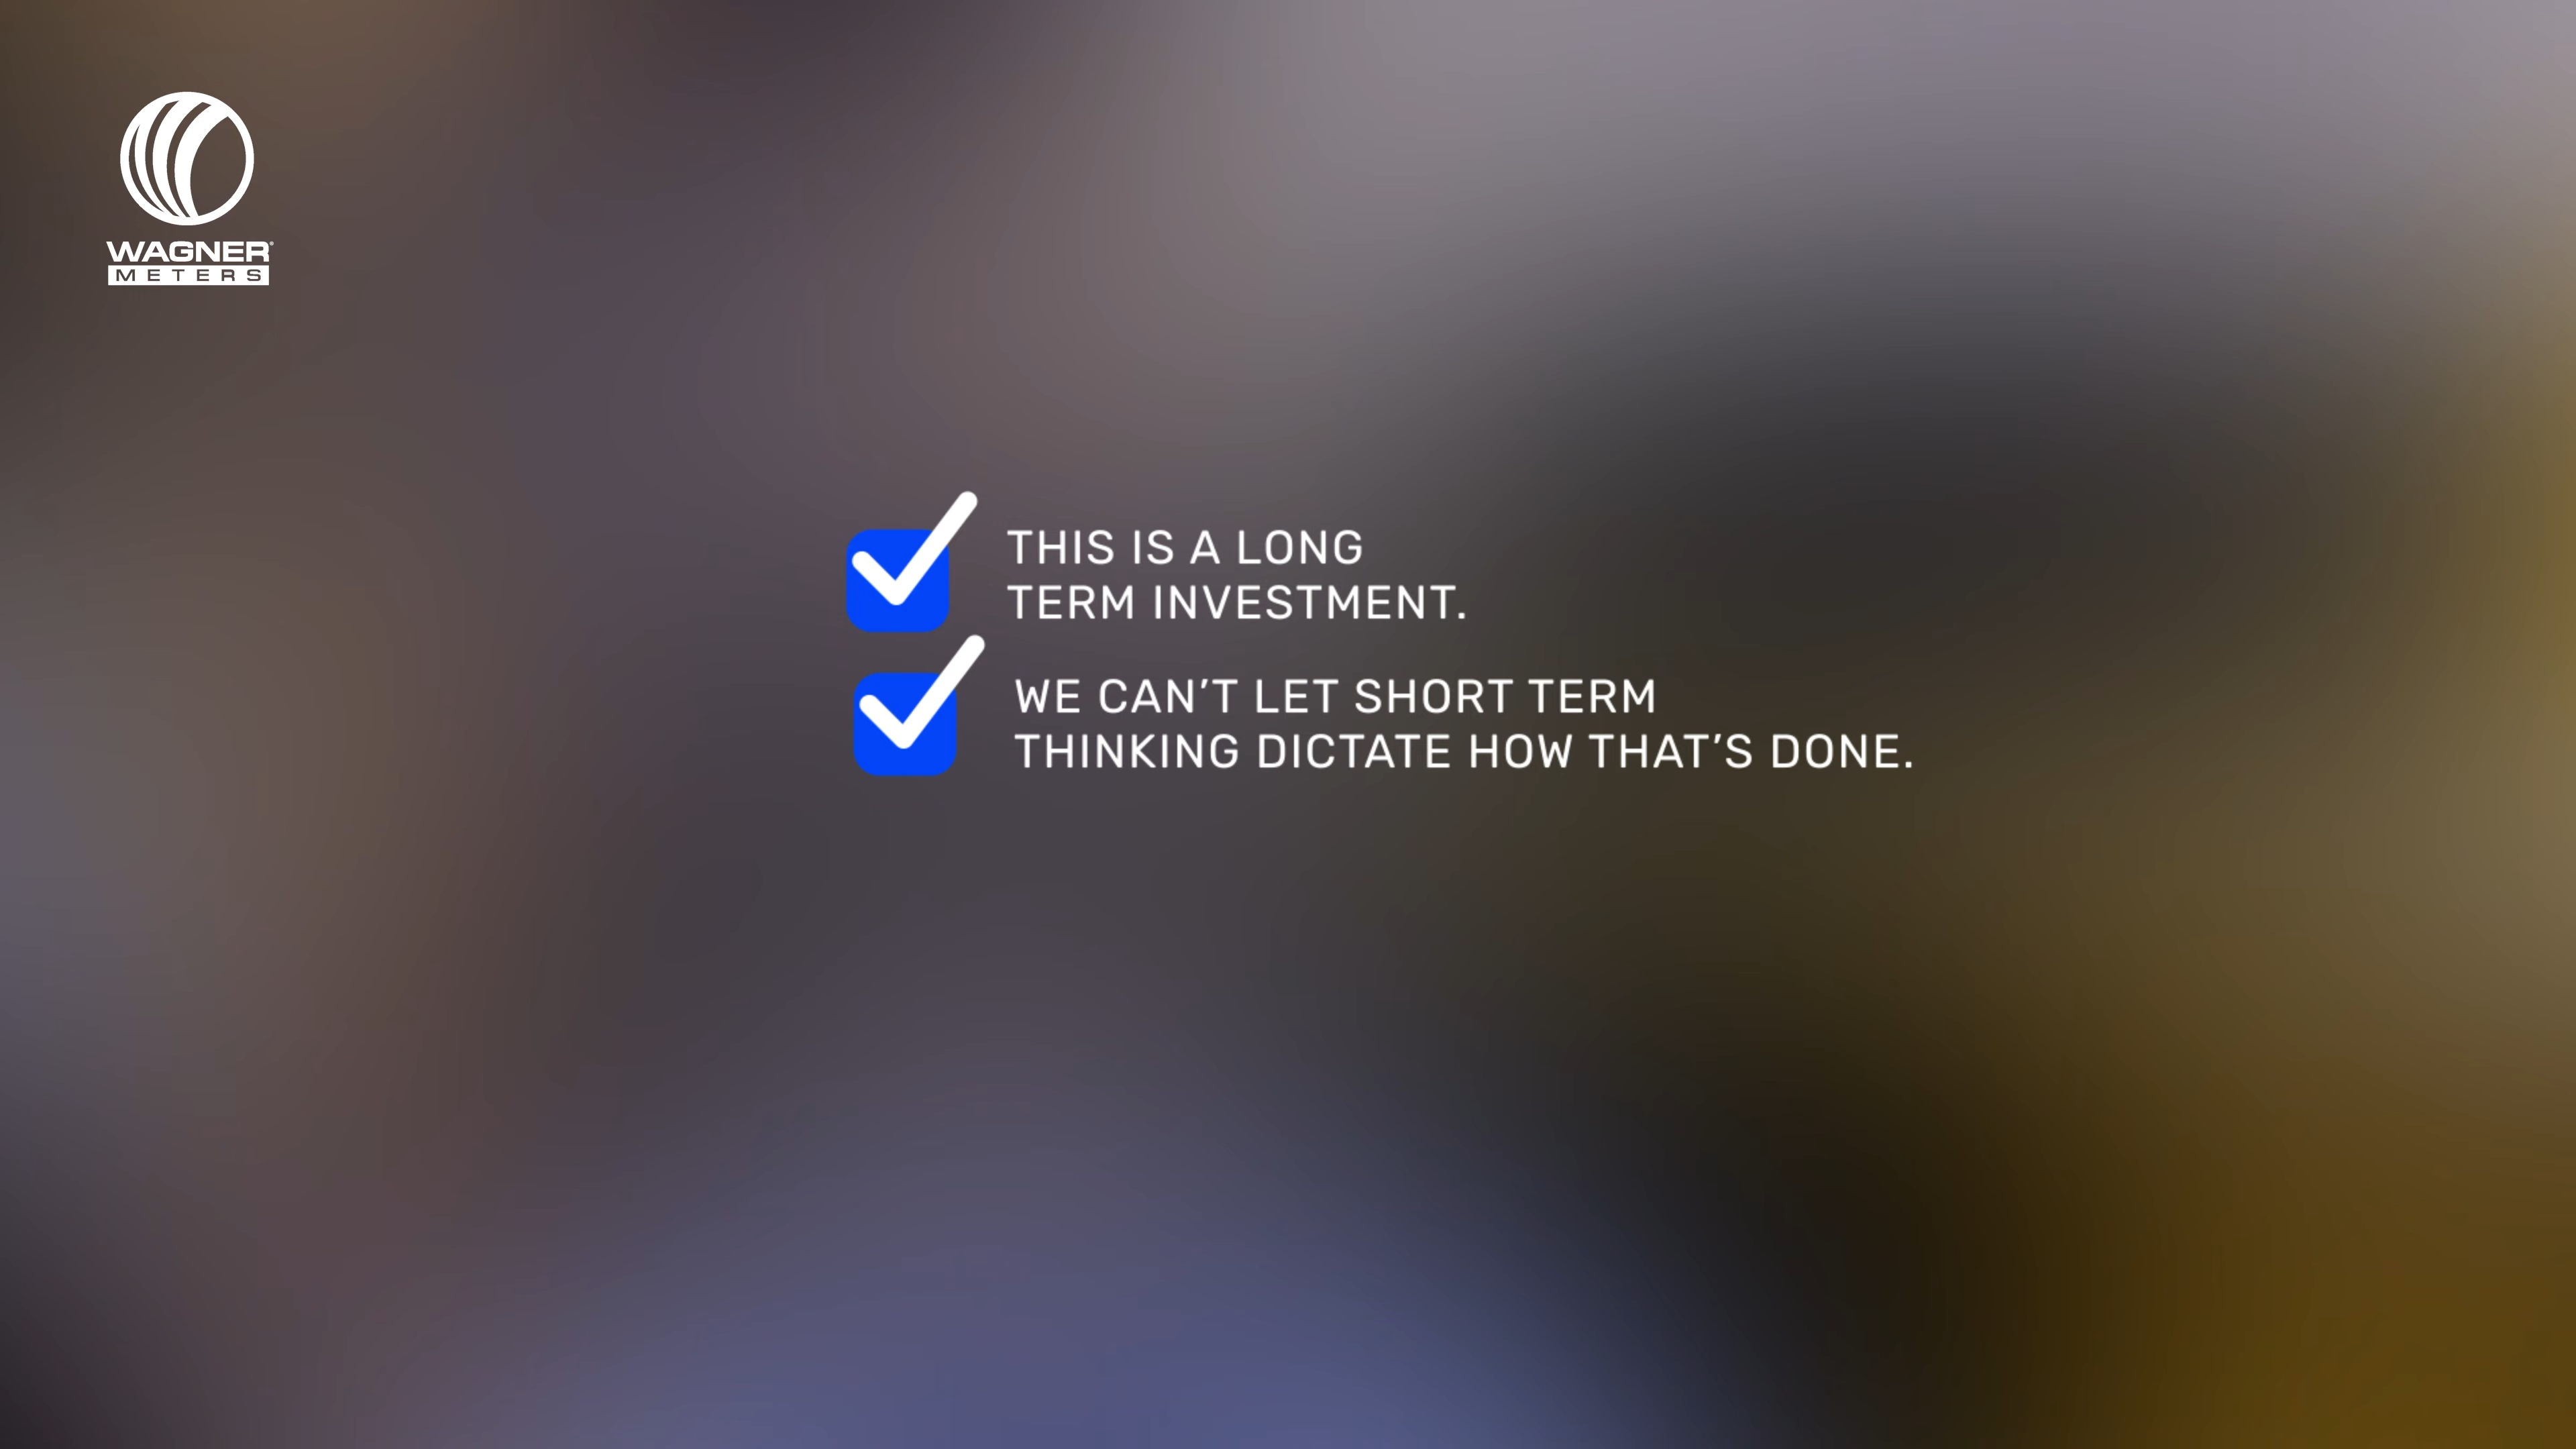 WAGNER®
METERS
THIS IS A LONG
TERM INVESTMENT.
WE CAN’T LET SHORT TERM
THINKING DICTATE HOW THAT’S DONE.